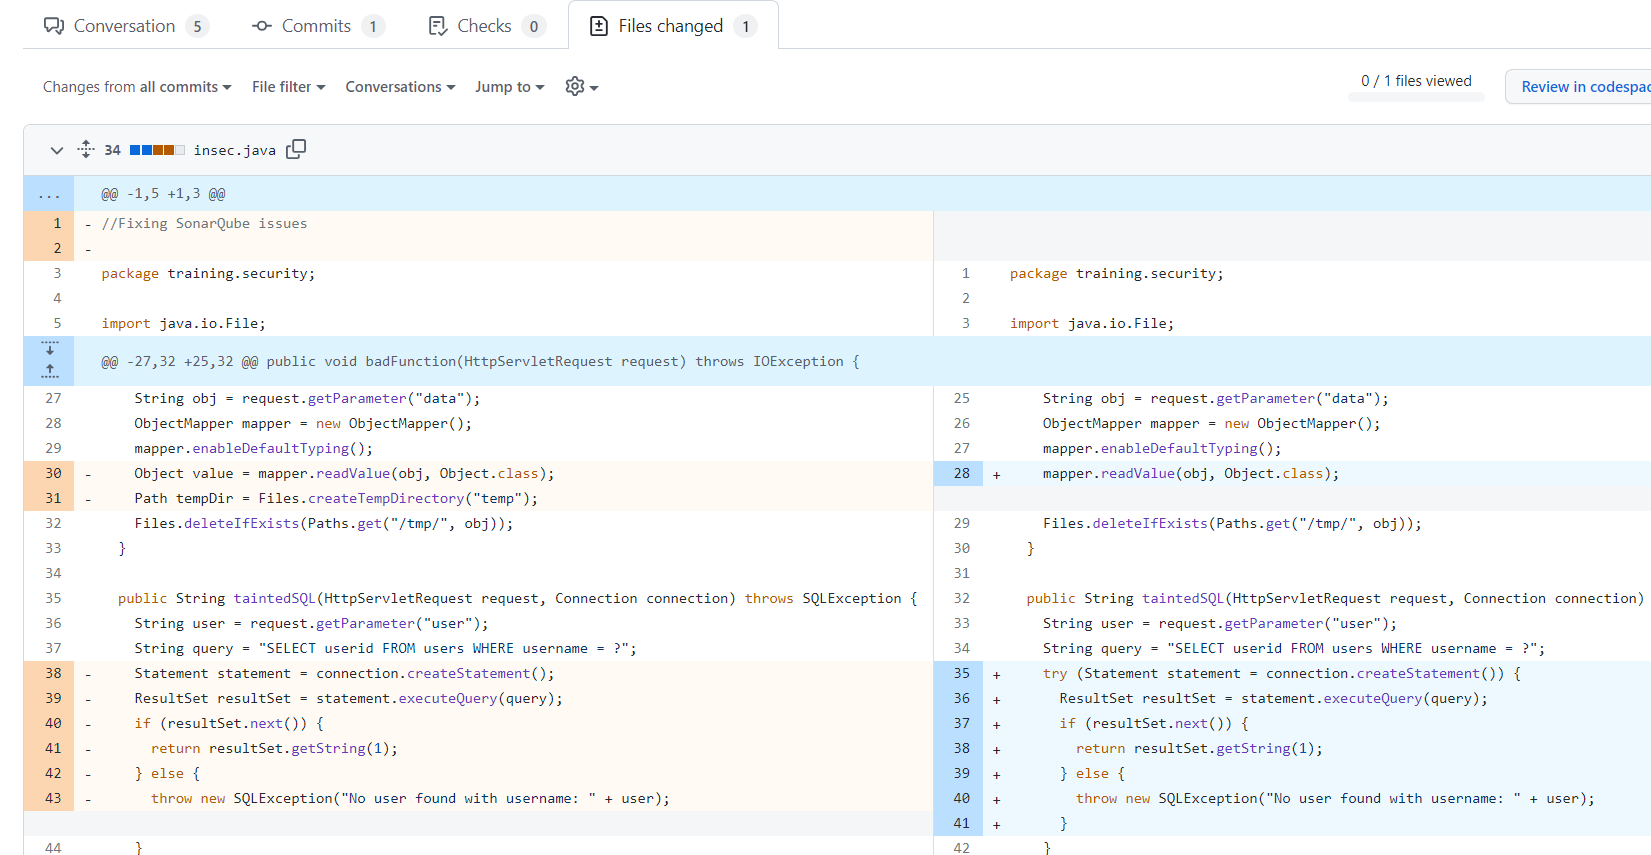 Conversation 5 Commits 1 Checks 0 Files changed 1
Changes from all commits File filter Conversations Jump to 0 / 1 files viewed Review in codespac
34 insec.java
... @@ -1,5 +1,3 @@
1 - //Fixing SonarQube issues
2 -
3 package training.security; 1 package training.security;
4 2
5 import java.io.File; 3 import java.io.File;
@@ -27,32 +25,32 @@ public void badFunction(HttpServletRequest request) throws IOException {
27 String obj = request.getParameter("data"); 25 String obj = request.getParameter("data");
28 ObjectMapper mapper = new ObjectMapper(); 26 ObjectMapper mapper = new ObjectMapper();
29 mapper.enableDefaultTyping(); 27 mapper.enableDefaultTyping();
30 - Object value = mapper.readValue(obj, Object.class); 28 + mapper.readValue(obj, Object.class);
31 - Path tempDir = Files.createTempDirectory("temp");
32 Files.deleteIfExists(Paths.get("/tmp/", obj)); 29 Files.deleteIfExists(Paths.get("/tmp/", obj));
33 } 30 }
34 31
35 public String taintedSQL(HttpServletRequest request, Connection connection) throws SQLException { 32 public String taintedSQL(HttpServletRequest request, Connection connection)
36 String user = request.getParameter("user"); 33 String user = request.getParameter("user");
37 String query = "SELECT userid FROM users WHERE username = ?"; 34 String query = "SELECT userid FROM users WHERE username = ?";
38 - Statement statement = connection.createStatement(); 35 + try (Statement statement = connection.createStatement()) {
39 - ResultSet resultSet = statement.executeQuery(query); 36 + ResultSet resultSet = statement.executeQuery(query);
40 - if (resultSet.next()) { 37 + if (resultSet.next()) {
41 - return resultSet.getString(1); 38 + return resultSet.getString(1);
42 - } else { 39 + } else {
43 - throw new SQLException("No user found with username: " + user); 40 + throw new SQLException("No user found with username: " + user);
41 + }
44 } 42 }